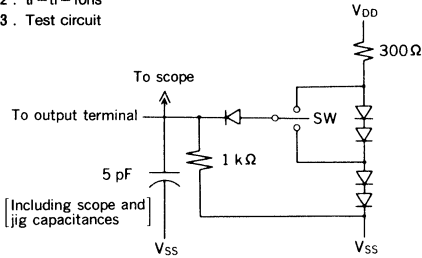 3. Test circuit
VDD
300Ω
To scope
To output terminal
SW
1 kΩ
5 pF
[Including scope and
jig capacitances]
VSS
VSS